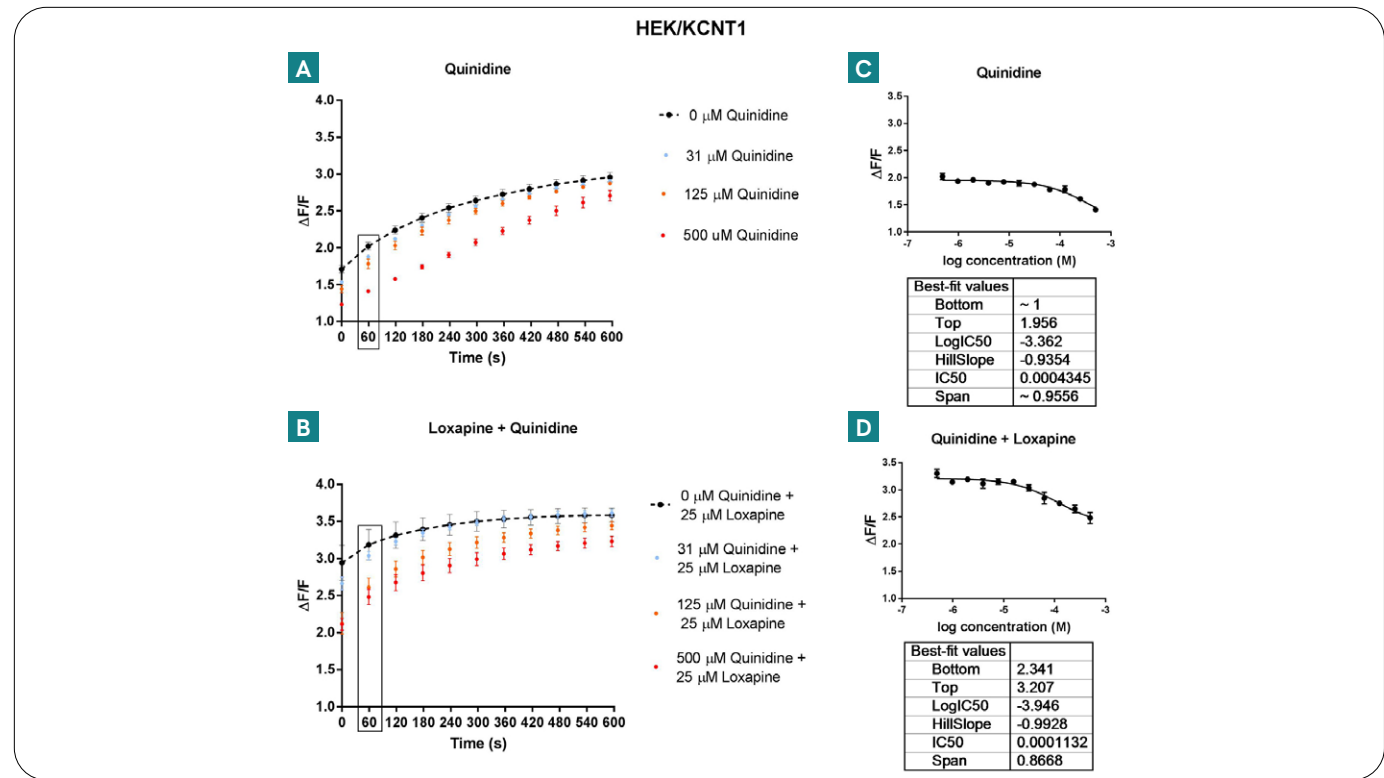 HEK/KCNT1
A
Quinidine
ΔF/F
4.0
3.5
3.0
2.5
2.0
1.5
1.0
0 60 120 180 240 300 360 420 480 540 600
Time (s)
0 μM Quinidine
31 μM Quinidine
125 μM Quinidine
500 uM Quinidine
B
Loxapine + Quinidine
ΔF/F
4.0
3.5
3.0
2.5
2.0
1.5
1.0
0 60 120 180 240 300 360 420 480 540 600
Time (s)
0 μM Quinidine +
25 μM Loxapine
31 μM Quinidine +
25 μM Loxapine
125 μM Quinidine +
25 μM Loxapine
500 μM Quinidine +
25 μM Loxapine
C
Quinidine
ΔF/F
3.5
3.0
2.5
2.0
1.5
1.0
-7 -6 -5 -4 -3
log concentration (M)
Best-fit values
Bottom ~ 1
Top 1.956
LogIC50 -3.362
HillSlope -0.9354
IC50 0.0004345
Span ~ 0.9556
D
Quinidine + Loxapine
ΔF/F
3.5
3.0
2.5
2.0
1.5
1.0
-7 -6 -5 -4 -3
log concentration (M)
Best-fit values
Bottom 2.341
Top 3.207
LogIC50 -3.946
HillSlope -0.9928
IC50 0.0001132
Span 0.8668